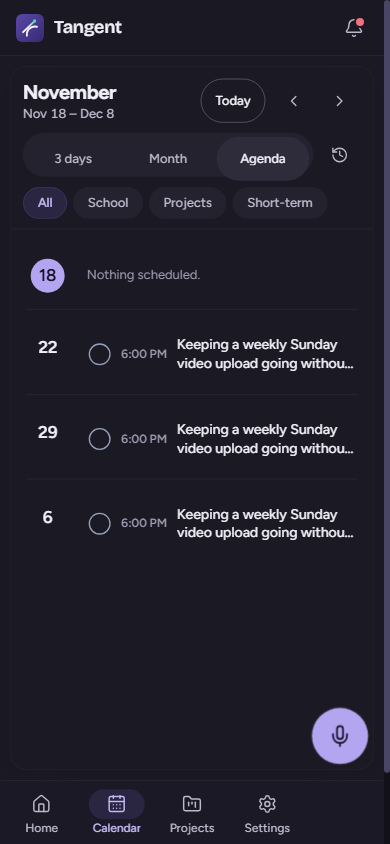 Tangent
November
Nov 18 – Dec 8
Today
3 days
Month
Agenda
All
School
Projects
Short-term
18
Nothing scheduled.
22
6:00 PM
Keeping a weekly Sunday
video upload going withou...
29
6:00 PM
Keeping a weekly Sunday
video upload going withou...
6
6:00 PM
Keeping a weekly Sunday
video upload going withou...
Home
Calendar
Projects
Settings